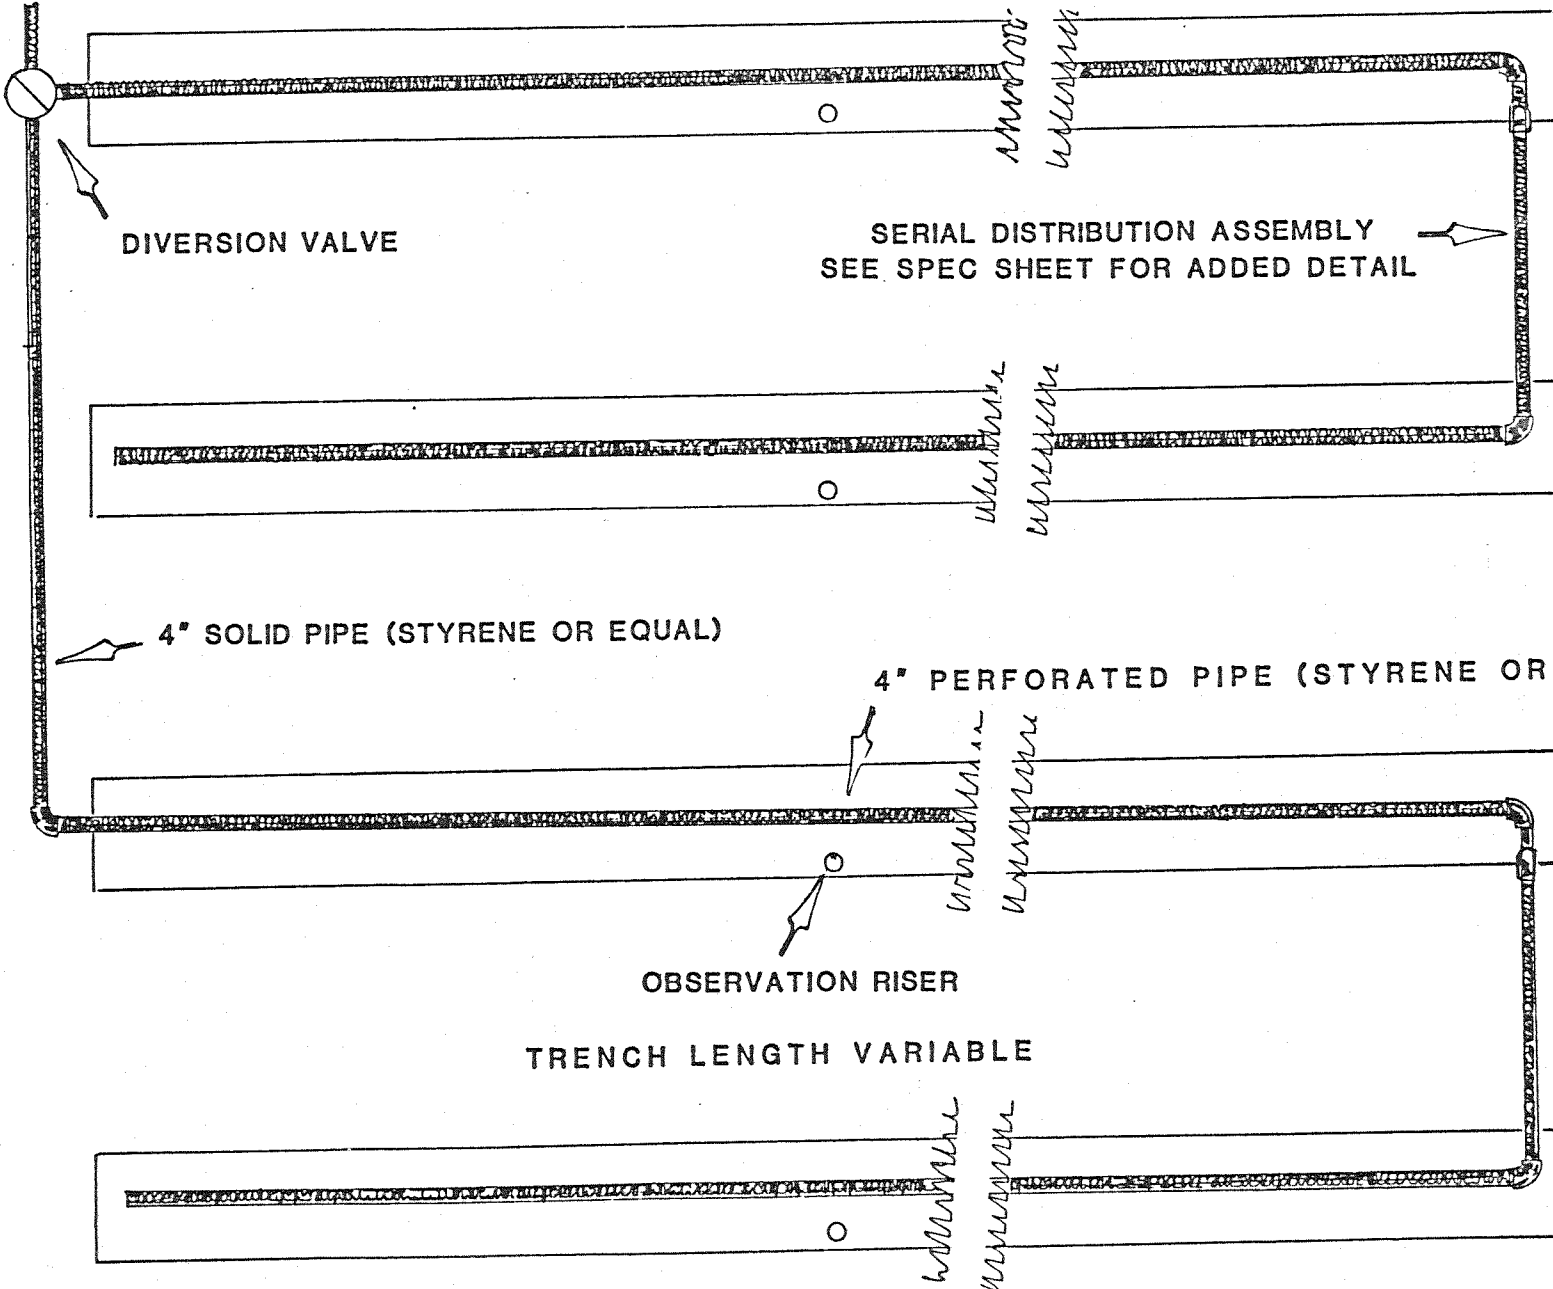 DIVERSION VALVE
SERIAL DISTRIBUTION ASSEMBLY
SEE SPEC SHEET FOR ADDED DETAIL
4" SOLID PIPE (STYRENE OR EQUAL)
4" PERFORATED PIPE (STYRENE OR
OBSERVATION RISER
TRENCH LENGTH VARIABLE